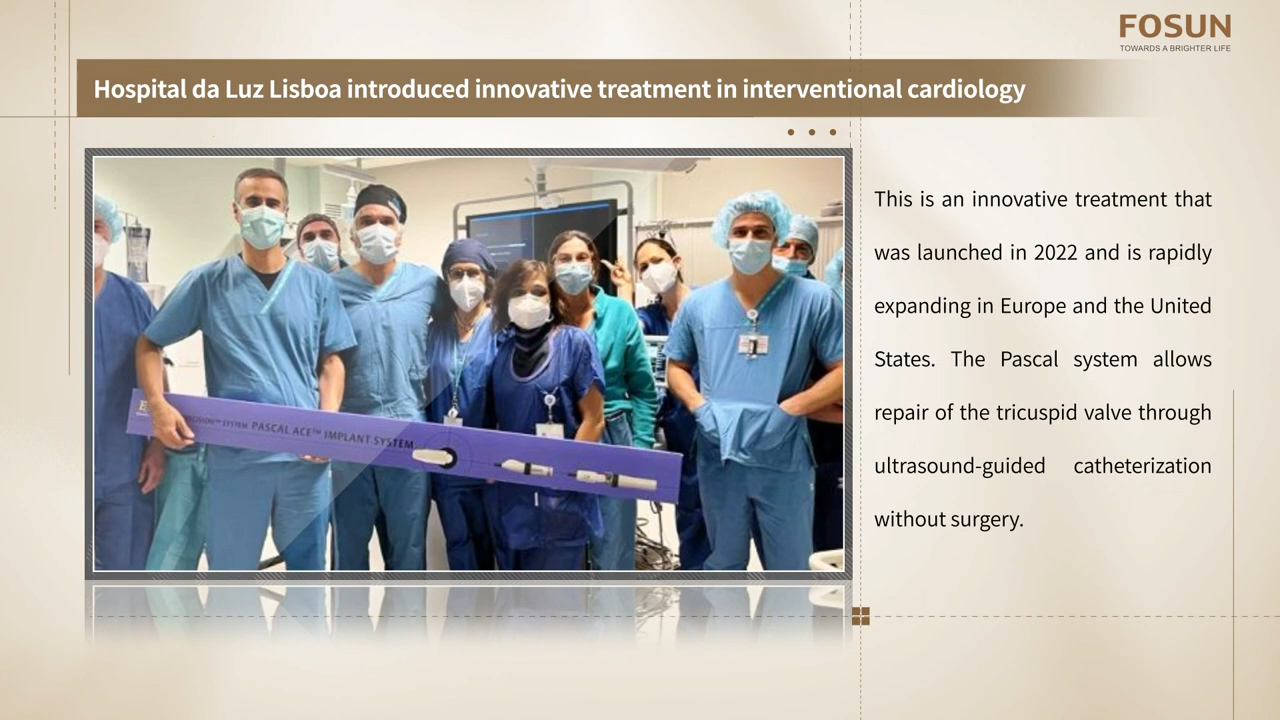 FOSUN
TOWARDS A BRIGHTER LIFE
Hospital da Luz Lisboa introduced innovative treatment in interventional cardiology
This is an innovative treatment that
was launched in 2022 and is rapidly
expanding in Europe and the United
States. The Pascal system allows
repair of the tricuspid valve through
ultrasound-guided catheterization
without surgery.
SYSTEM PASCAL ACE™ IMPLANT SYSTEM